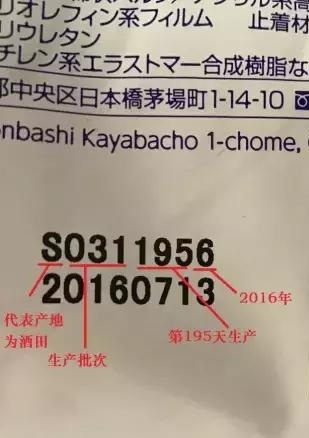 リオレフィン系フィルム　止着材
リウレタン
チレン系エラストマー合成樹脂な
都中央区日本橋茅場町1-14-10
onbashi Kayabacho 1-chome,
S0311956
20160713
2016年
代表产地
为酒田
第195天生产
生产批次